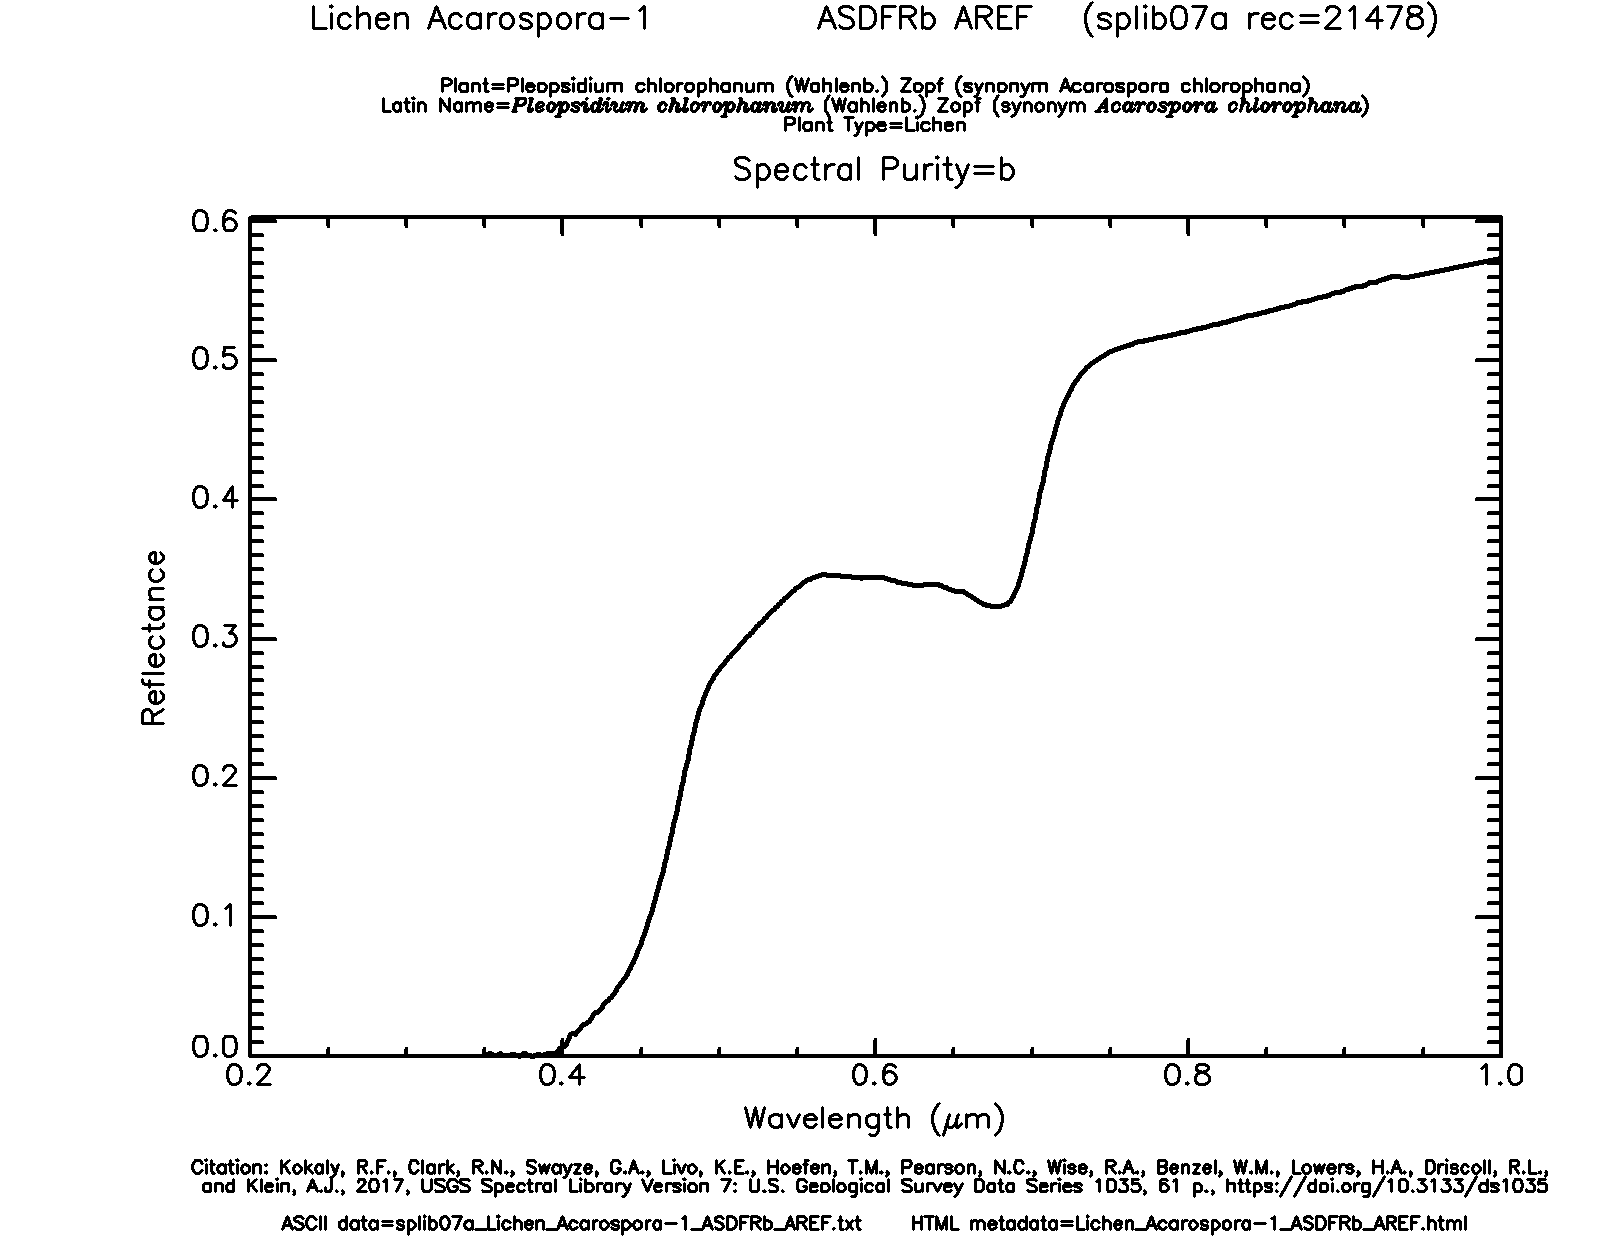 Lichen Acarospora-1 ASDFRb AREF (splib07a rec=21478)
Plant=Pleopsidium chlorophanum (Wahlenb.) Zopf (synonym Acarospora chlorophana)
Latin Name=Pleopsidium chlorophanum (Wahlenb.) Zopf (synonym Acarospora chlorophana)
Plant Type=Lichen
Spectral Purity=b
0.6
0.5
0.4
0.3
0.2
0.1
0.0
Reflectance
0.2 0.4 0.6 0.8 1.0
Wavelength (μm)
Citation: Kokaly, R.F., Clark, R.N., Swayze, G.A., Livo, K.E., Hoefen, T.M., Pearson, N.C., Wise, R.A., Benzel, W.M., Lowers, H.A., Driscoll, R.L.,
and Klein, A.J., 2017, USGS Spectral Library Version 7: U.S. Geological Survey Data Series 1035, 61 p., https://doi.org/10.3133/ds1035
ASCII data=splib07a_Lichen_Acarospora-1_ASDFRb_AREF.txt HTML metadata=Lichen_Acarospora-1_ASDFRb_AREF.html